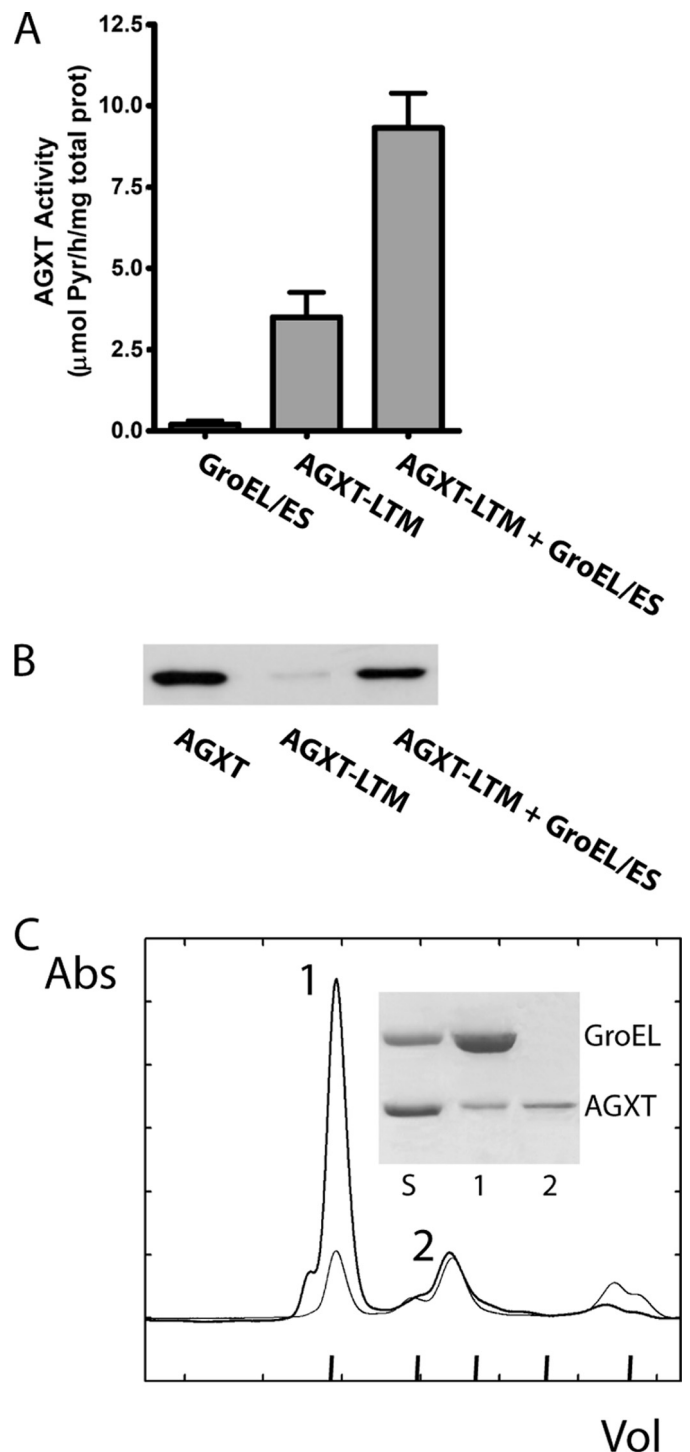 A
AGXT Activity
(μmol Pyr/h/mg total prot)
12.5
10.0
7.5
5.0
2.5
0.0
GroEL/ES
AGXT-LTM
AGXT-LTM + GroEL/ES
B
AGXT
AGXT-LTM
AGXT-LTM + GroEL/ES
C
Abs
1
2
GroEL
AGXT
S 1 2
Vol